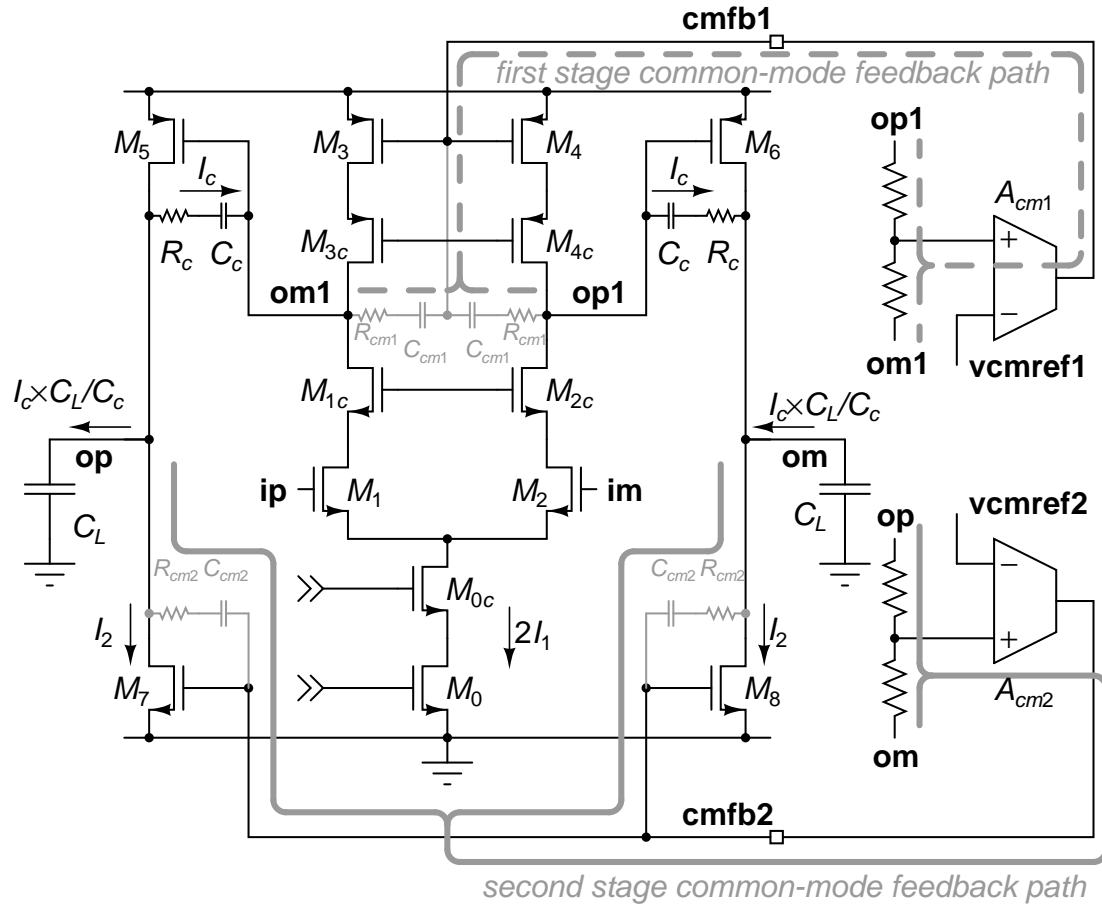 cmfb1
first stage common-mode feedback path
M5
M3
M4
M6
op1
Ic
Ic
Acm1
+
M3c
M4c
Rc
Cc
Cc
Rc
om1
op1
Rcm1
Ccm1
Ccm1
Rcm1
−
om1
vcmref1
M1c
M2c
Ic×CL/Cc
Ic×CL/Cc
op
om
ip
M1
M2
im
CL
CL
op
vcmref2
−
Rcm2
Ccm2
Ccm2
Rcm2
M0c
I2
2I1
I2
+
M7
M0
M8
Acm2
om
cmfb2
second stage common-mode feedback path